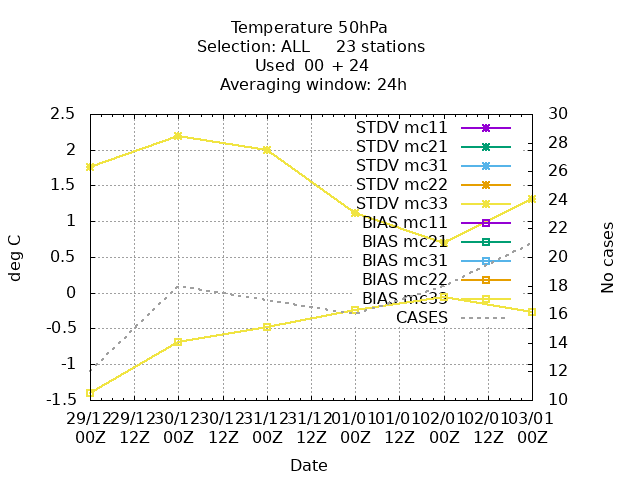 Temperature 50hPa
Selection: ALL 23 stations
Used 00 + 24
Averaging window: 24h
2.5
2
1.5
1
0.5
0
-0.5
-1
-1.5
deg C
30
28
26
24
22
20
18
16
14
12
10
No cases
STDV mc11
STDV mc21
STDV mc31
STDV mc22
STDV mc33
BIAS mc11
BIAS mc21
BIAS mc31
BIAS mc22
BIAS mc33
CASES
29/12 29/12 30/12 30/12 31/12 31/12 01/01 01/01 02/01 02/01 03/01
00Z 12Z 00Z 12Z 00Z 12Z 00Z 12Z 00Z 12Z 00Z
Date